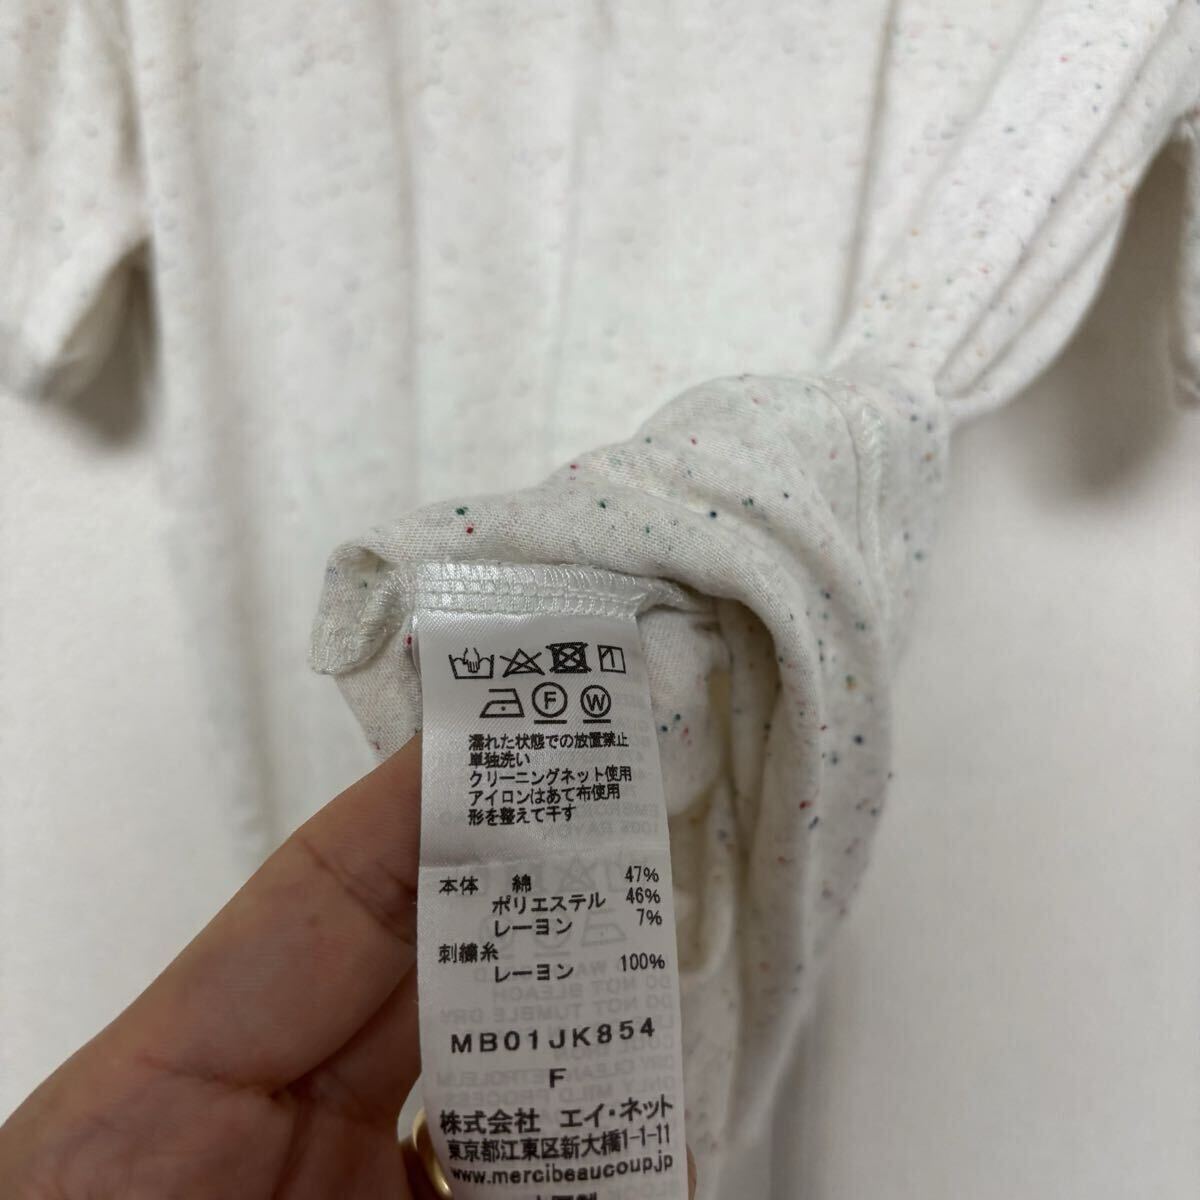 F
W
濡れた状態での放置禁止
単独洗い
クリーニングネット使用
アイロンはあて布使用
形を整えて干す
本体 綿 47%
ポリエステル 46%
レーヨン 7%
刺繍糸
レーヨン 100%
MB01JK854
F
株式会社 エイ・ネット
東京都江東区新大橋1-1-11
www.mercibeaucoup.jp